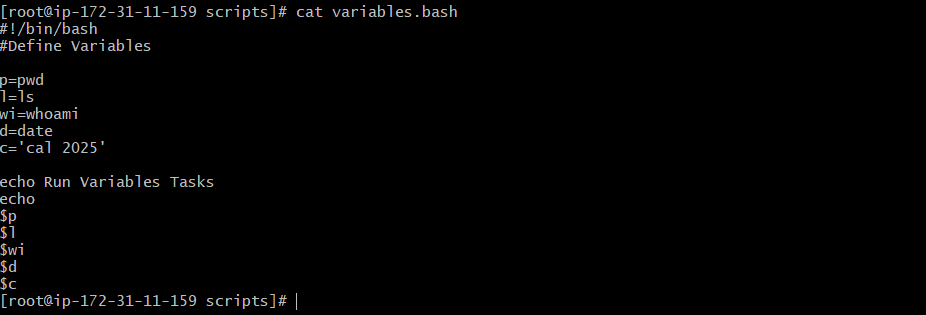 [root@ip-172-31-11-159 scripts]# cat variables.bash
#!/bin/bash
#Define Variables
p=pwd
l=ls
wi=whoami
d=date
c='cal 2025'
echo Run Variables Tasks
echo
$p
$l
$wi
$d
$c
[root@ip-172-31-11-159 scripts]#